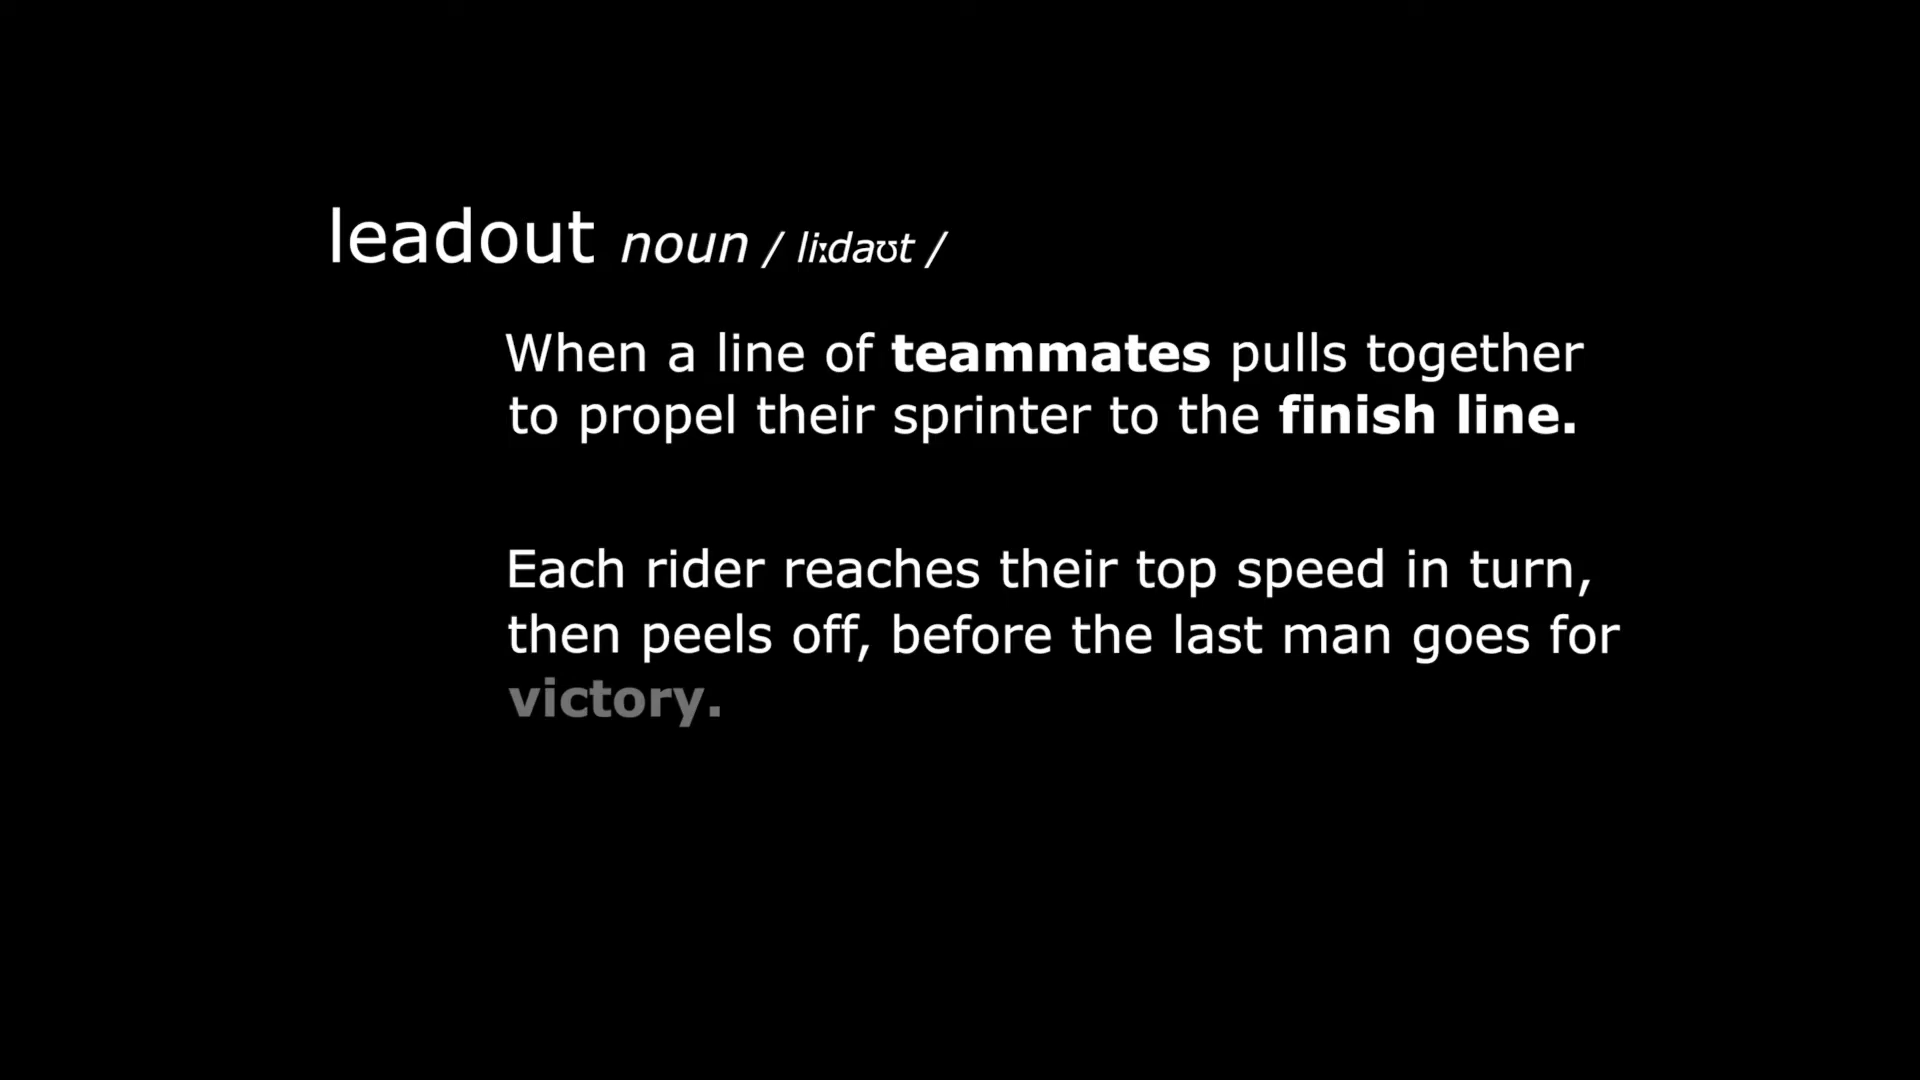 leadout noun / liːdaʊt /
When a line of teammates pulls together
to propel their sprinter to the finish line.
Each rider reaches their top speed in turn,
then peels off, before the last man goes for
victory.